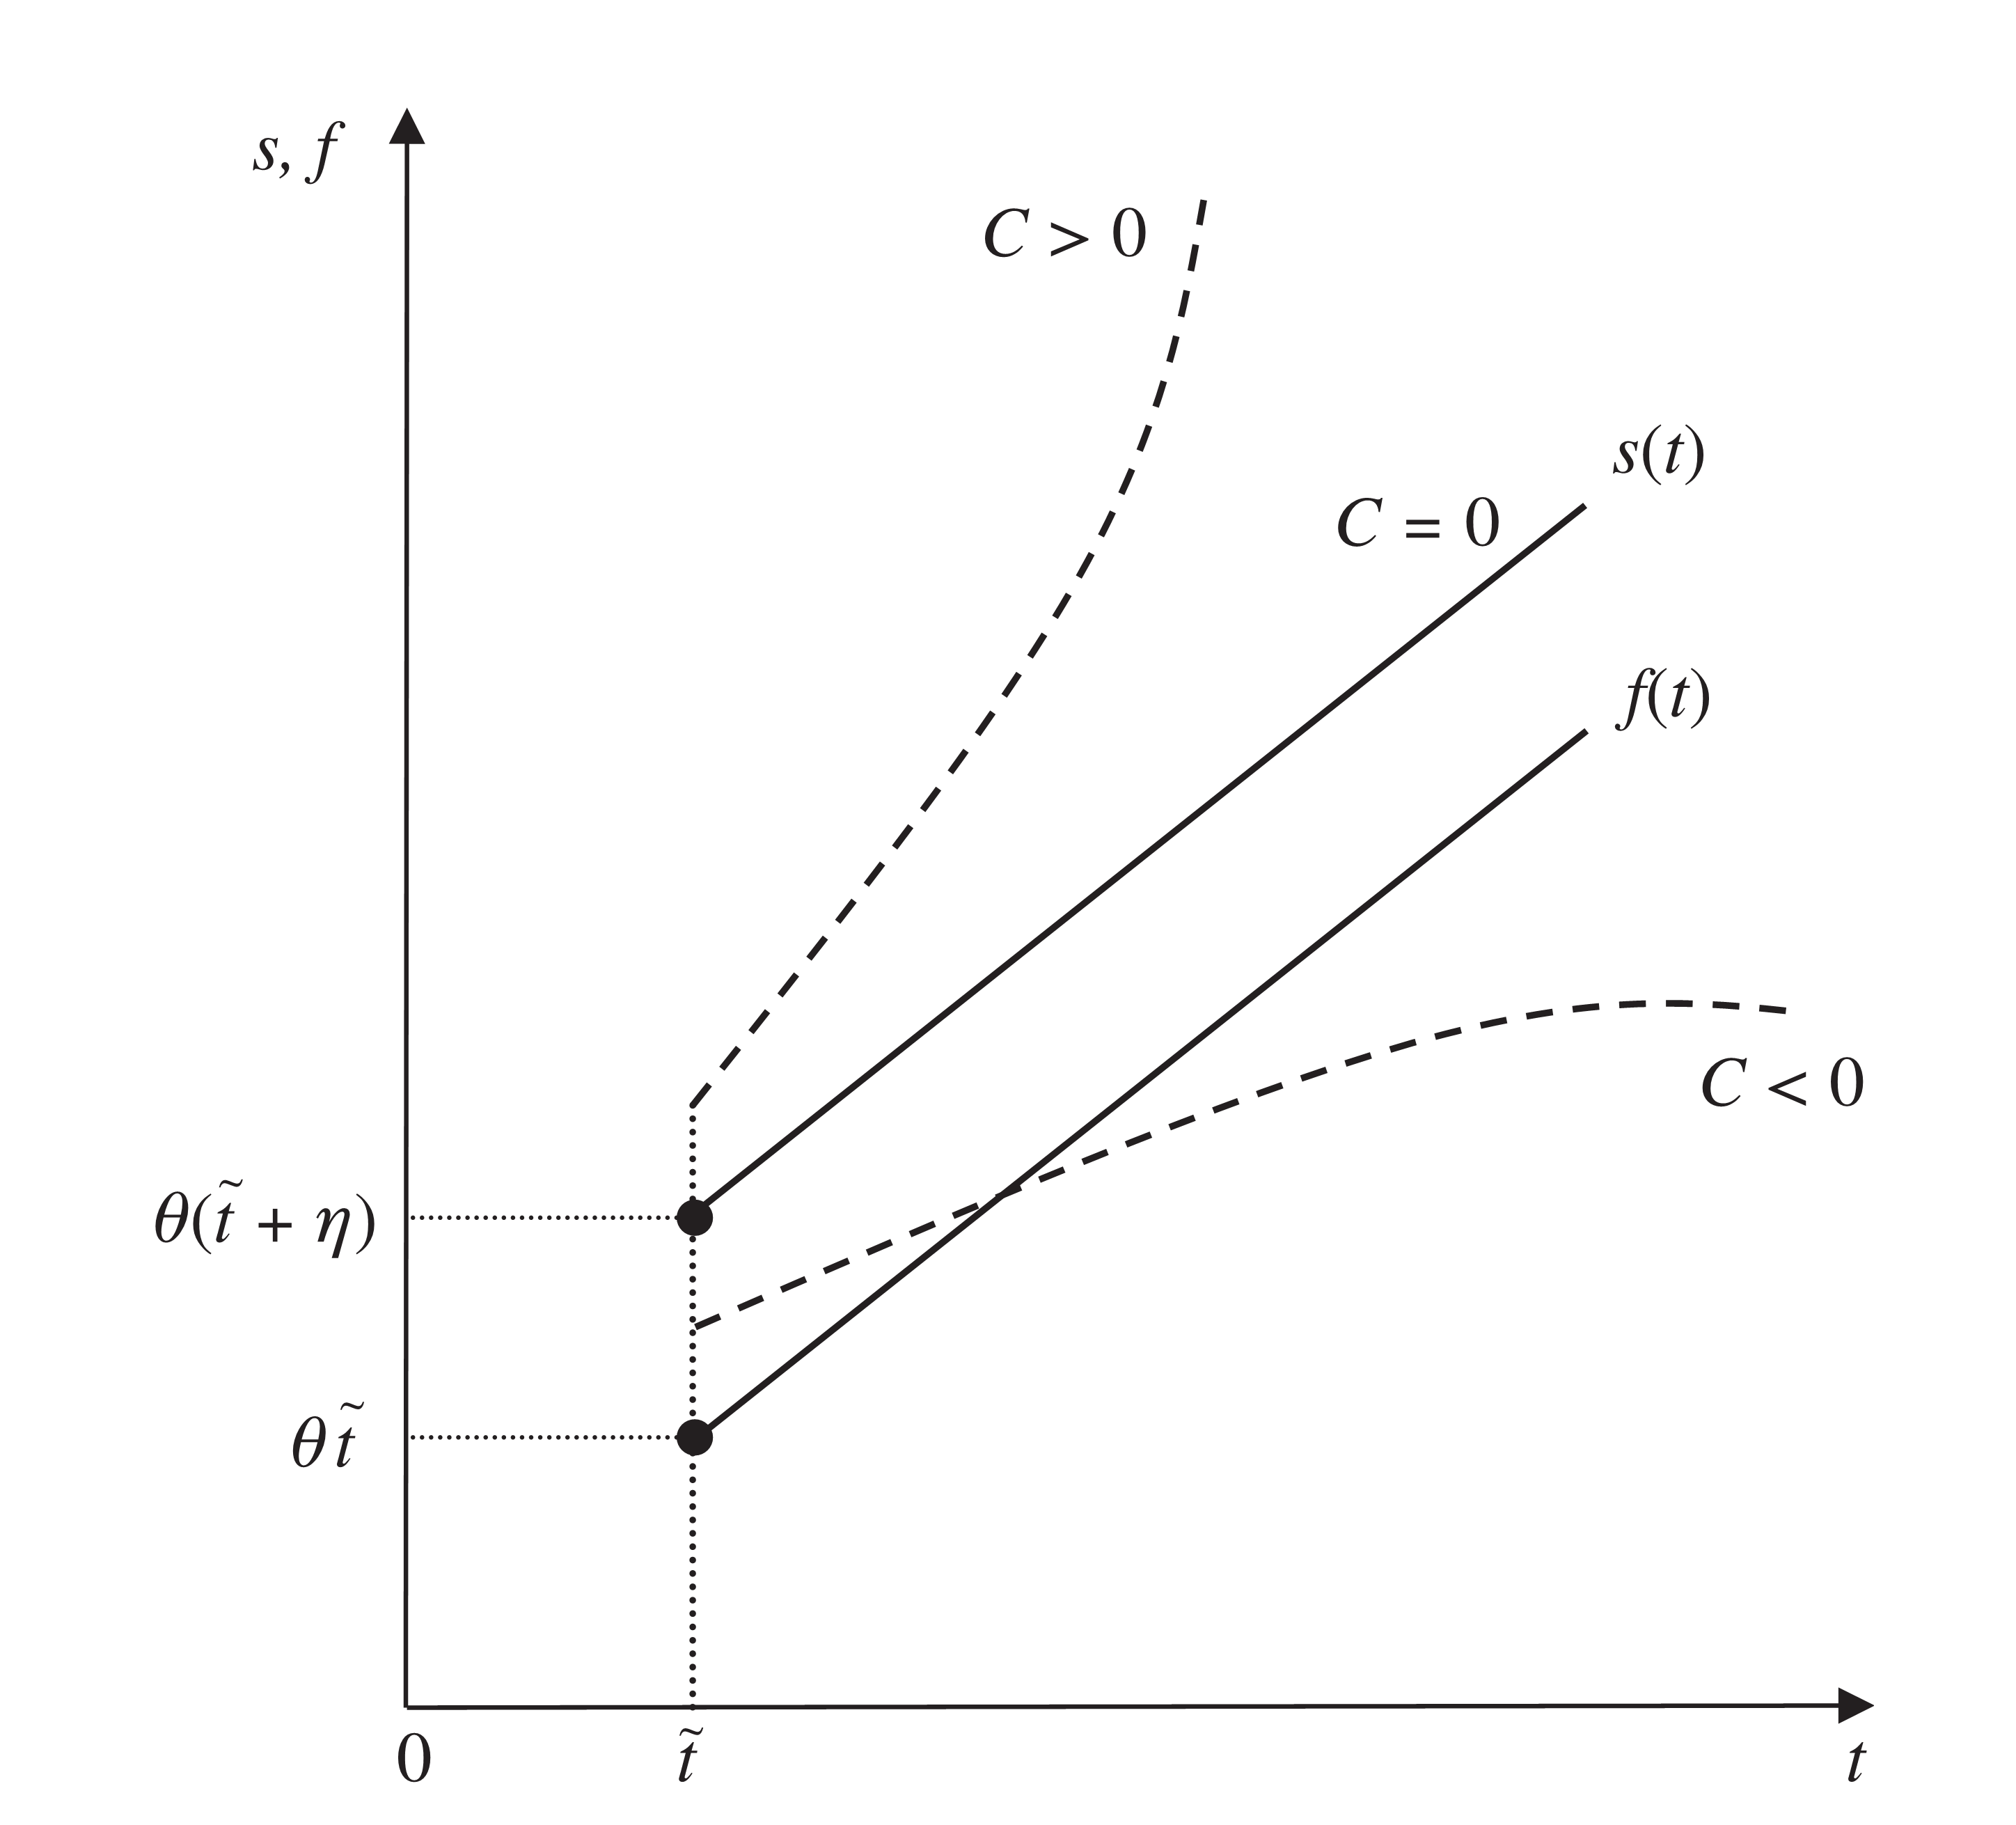 s, f
C > 0
s(t)
C = 0
f(t)
C < 0
θ(t̃ + η)
θt̃
0
t̃
t